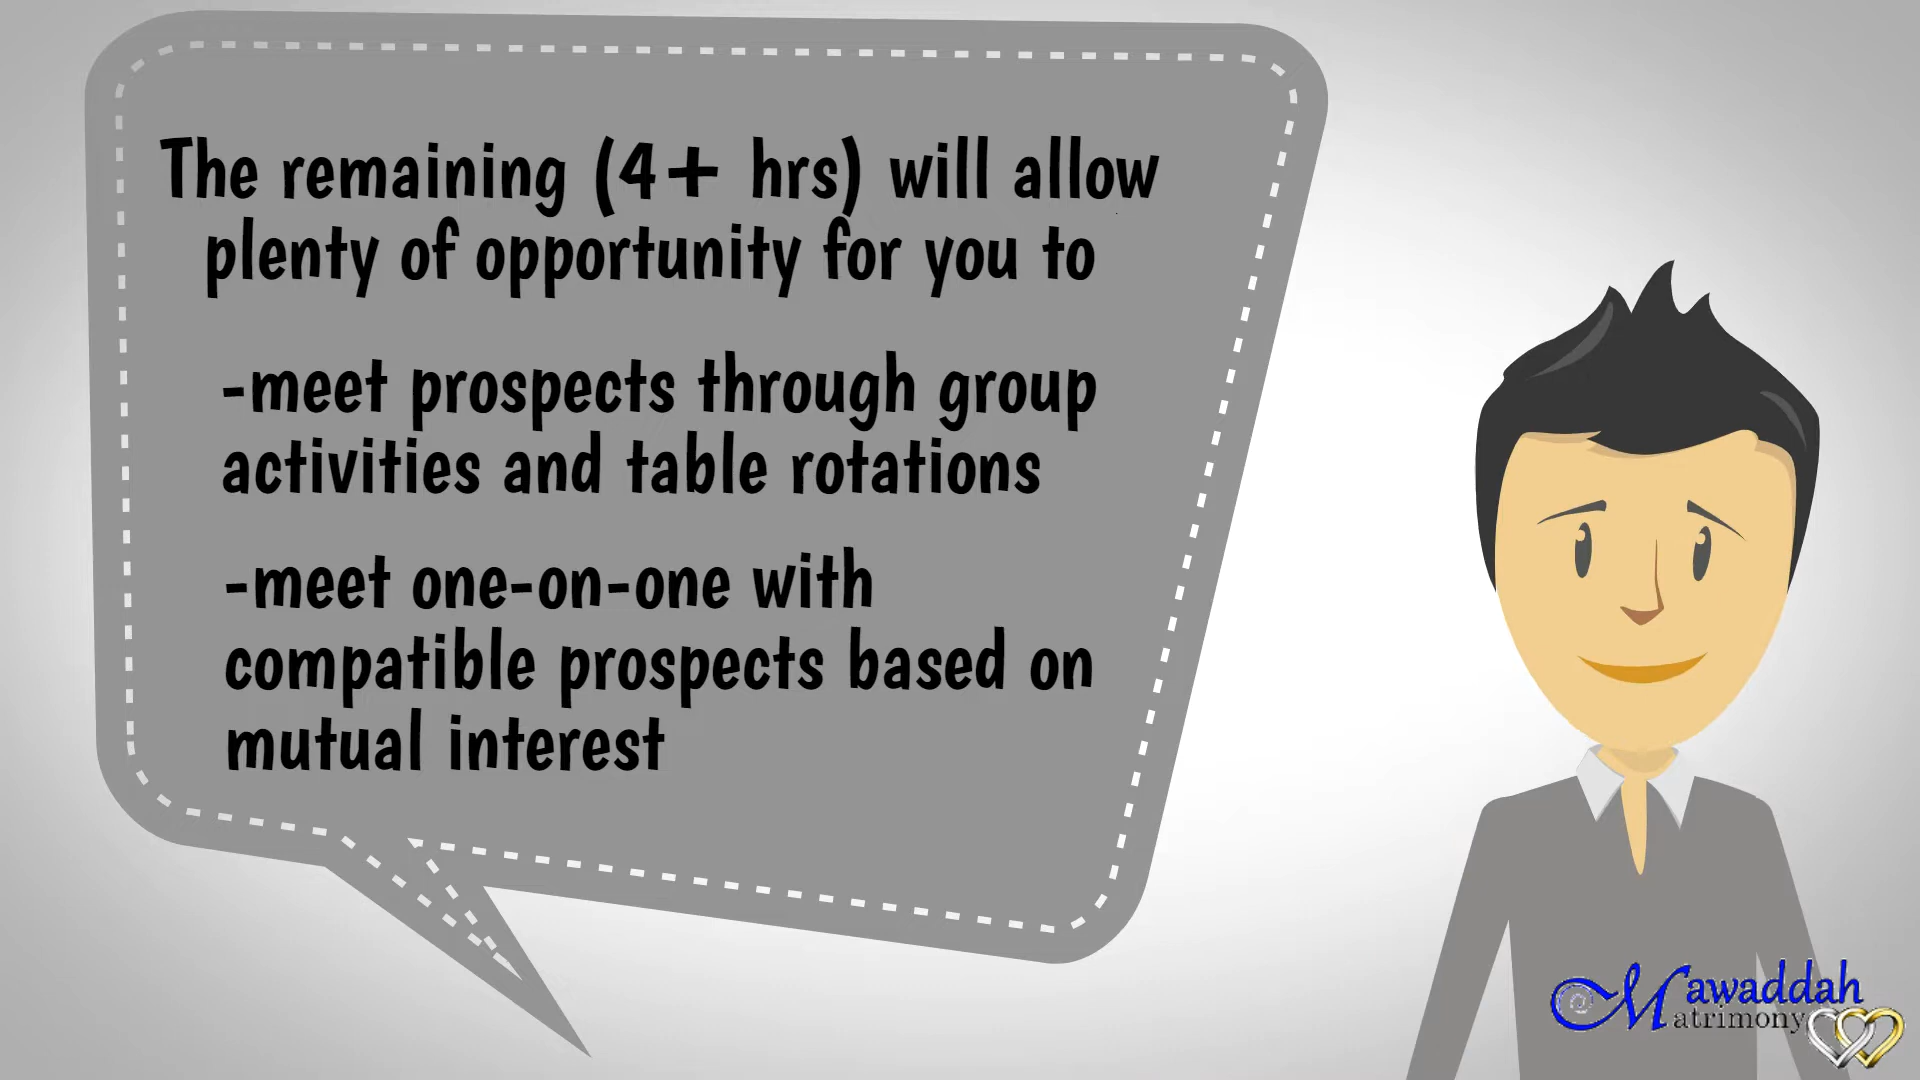 The remaining (4+ hrs) will allow
plenty of opportunity for you to
-meet prospects through group
activities and table rotations
-meet one-on-one with
compatible prospects based on
mutual interest
Mawaddah
Matrimony